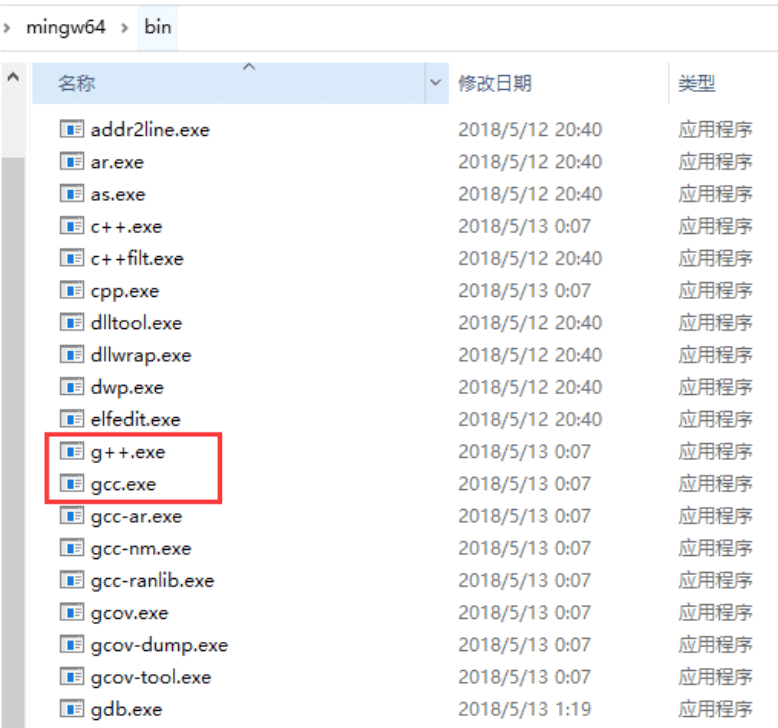 mingw64 bin
名称 修改日期 类型
addr2line.exe 2018/5/12 20:40 应用程序
ar.exe 2018/5/12 20:40 应用程序
as.exe 2018/5/12 20:40 应用程序
c++.exe 2018/5/13 0:07 应用程序
c++filt.exe 2018/5/12 20:40 应用程序
cpp.exe 2018/5/13 0:07 应用程序
dlltool.exe 2018/5/12 20:40 应用程序
dllwrap.exe 2018/5/12 20:40 应用程序
dwp.exe 2018/5/12 20:40 应用程序
elfedit.exe 2018/5/12 20:40 应用程序
g++.exe 2018/5/13 0:07 应用程序
gcc.exe 2018/5/13 0:07 应用程序
gcc-ar.exe 2018/5/13 0:07 应用程序
gcc-nm.exe 2018/5/13 0:07 应用程序
gcc-ranlib.exe 2018/5/13 0:07 应用程序
gcov.exe 2018/5/13 0:07 应用程序
gcov-dump.exe 2018/5/13 0:07 应用程序
gcov-tool.exe 2018/5/13 0:07 应用程序
gdb.exe 2018/5/13 1:19 应用程序